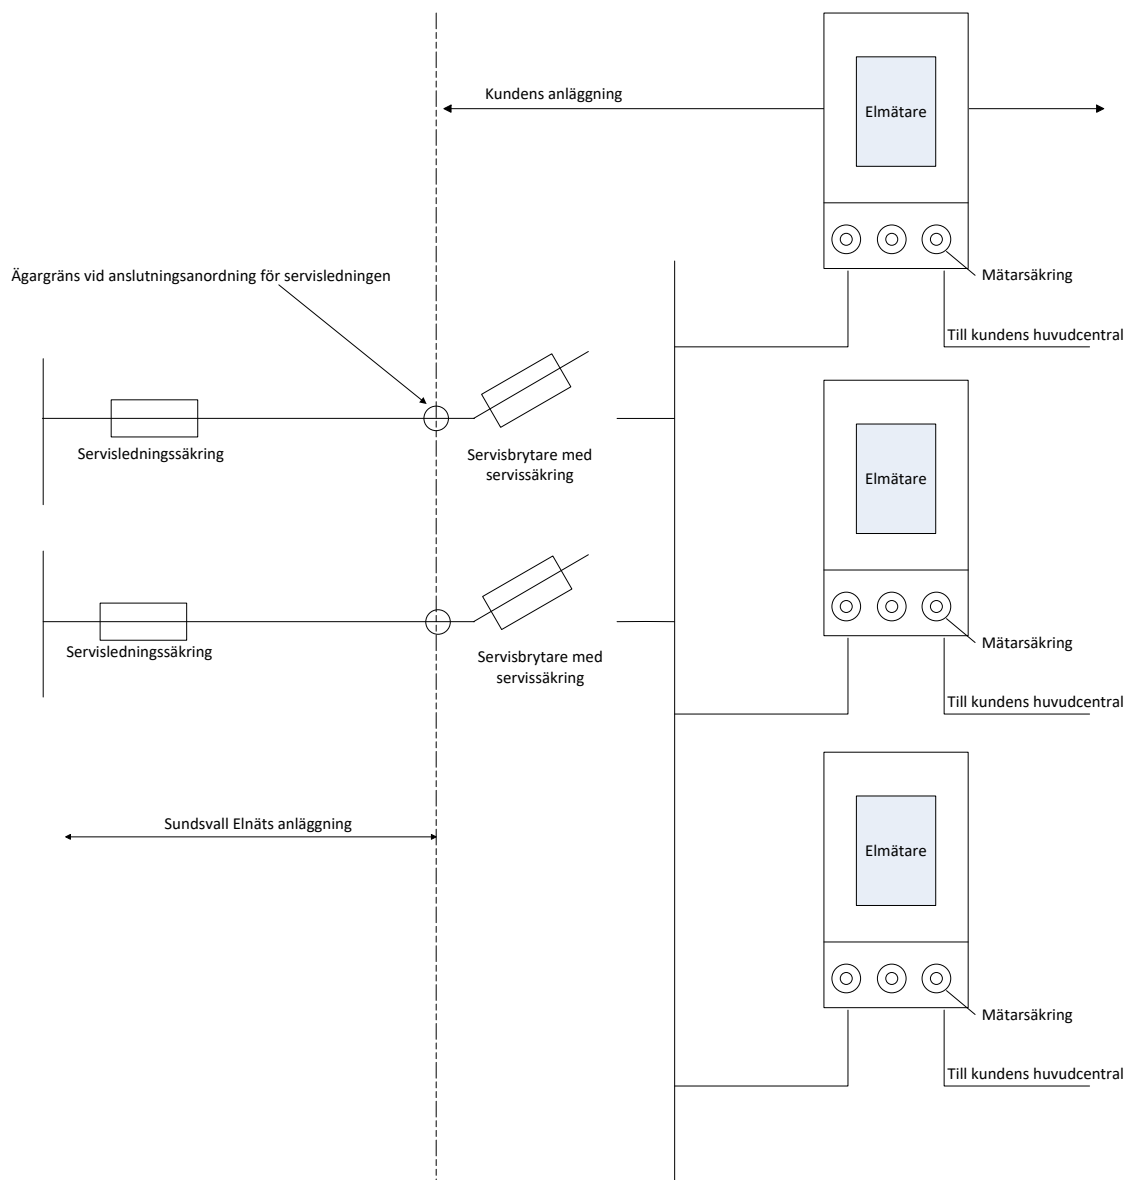 Kundens anläggning
Elmätare
Ägargräns vid anslutningsanordning för servisledningen
Mätarsäkring
Till kundens huvudcentral
Servisledningssäkring
Servisbrytare med
servissäkring
Elmätare
Servisledningssäkring
Servisbrytare med
servissäkring
Mätarsäkring
Till kundens huvudcentral
Sundsvall Elnäts anläggning
Elmätare
Mätarsäkring
Till kundens huvudcentral